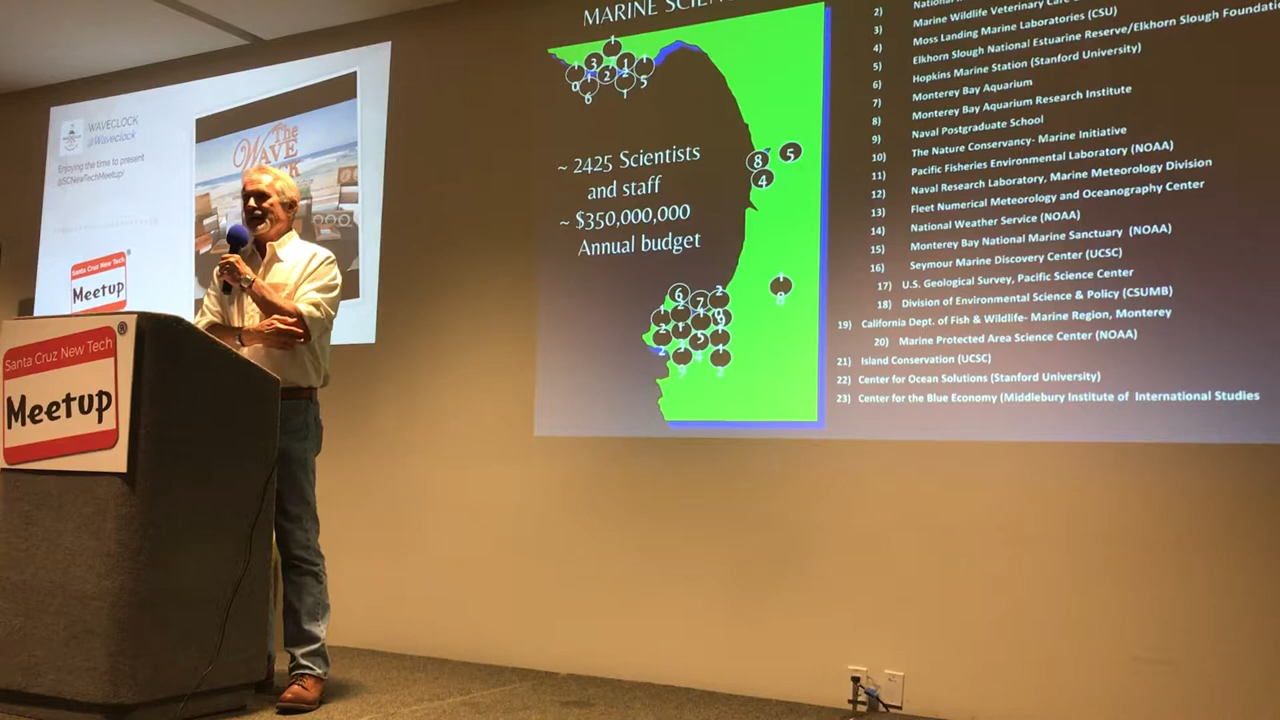 WAVECLOCK
@Waveclock
Enjoying the time to present
@SCNewTechMeetup/
The
WAVE
Santa Cruz New Tech
Meetup
®
Santa Cruz New Tech
Meetup
®
MARINE
~ 2425 Scientists
and staff
~ $350,000,000
Annual budget
2)
3) Marine Wildlife Veterinary Care
4) Moss Landing Marine Laboratories (CSU)
5) Elkhorn Slough National Estuarine Reserve/Elkhorn Slough
6) Hopkins Marine Station (Stanford University)
7) Monterey Bay Aquarium
8) Monterey Bay Aquarium Research Institute
9) Naval Postgraduate School
10) The Nature Conservancy- Marine Initiative
11) Pacific Fisheries Environmental Laboratory (NOAA)
12) Naval Research Laboratory, Marine Meteorology Division
13) Fleet Numerical Meteorology and Oceanography Center
14) National Weather Service (NOAA)
15) Monterey Bay National Marine Sanctuary (NOAA)
16) Seymour Marine Discovery Center (UCSC)
17) U.S. Geological Survey, Pacific Science Center
18) Division of Environmental Science & Policy (CSUMB)
19) California Dept. of Fish & Wildlife- Marine Region, Monterey
20) Marine Protected Area Science Center (NOAA)
21) Island Conservation (UCSC)
22) Center for Ocean Solutions (Stanford University)
23) Center for the Blue Economy (Middlebury Institute of International Studies